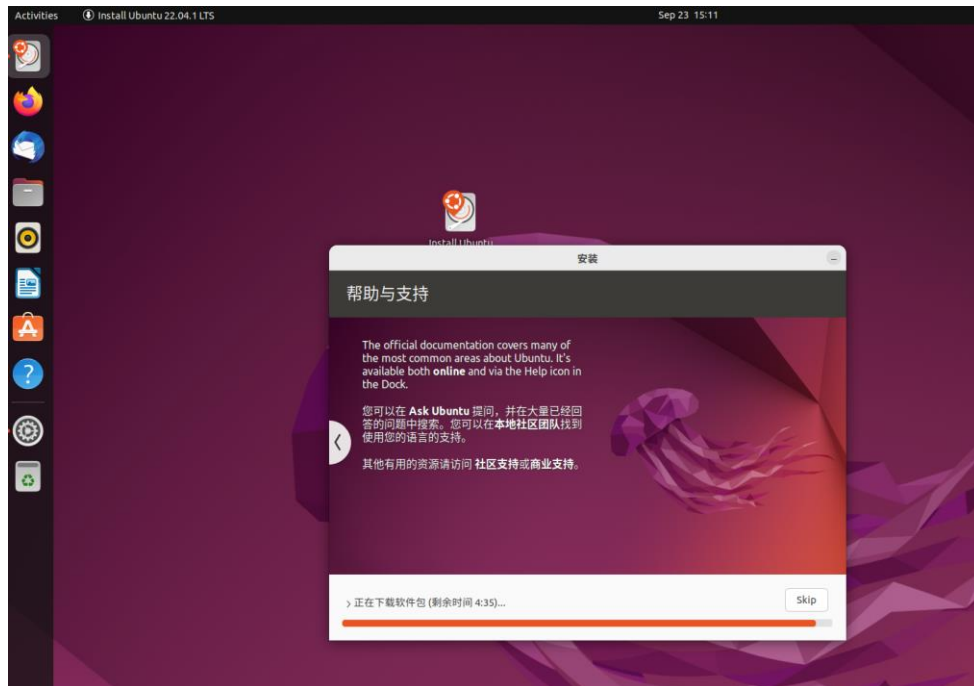 Activities Install Ubuntu 22.04.1 LTS Sep 23 15:11
Install Ubuntu
安装
帮助与支持
The official documentation covers many of
the most common areas about Ubuntu. It's
available both online and via the Help icon in
the Dock.
您可以在 Ask Ubuntu 提问，并在大量已经回
答的问题中搜索。您可以在本地社区团队找到
使用您的语言的支持。
其他有用的资源请访问 社区支持或商业支持。
正在下载软件包 (剩余时间 4:35)...
Skip